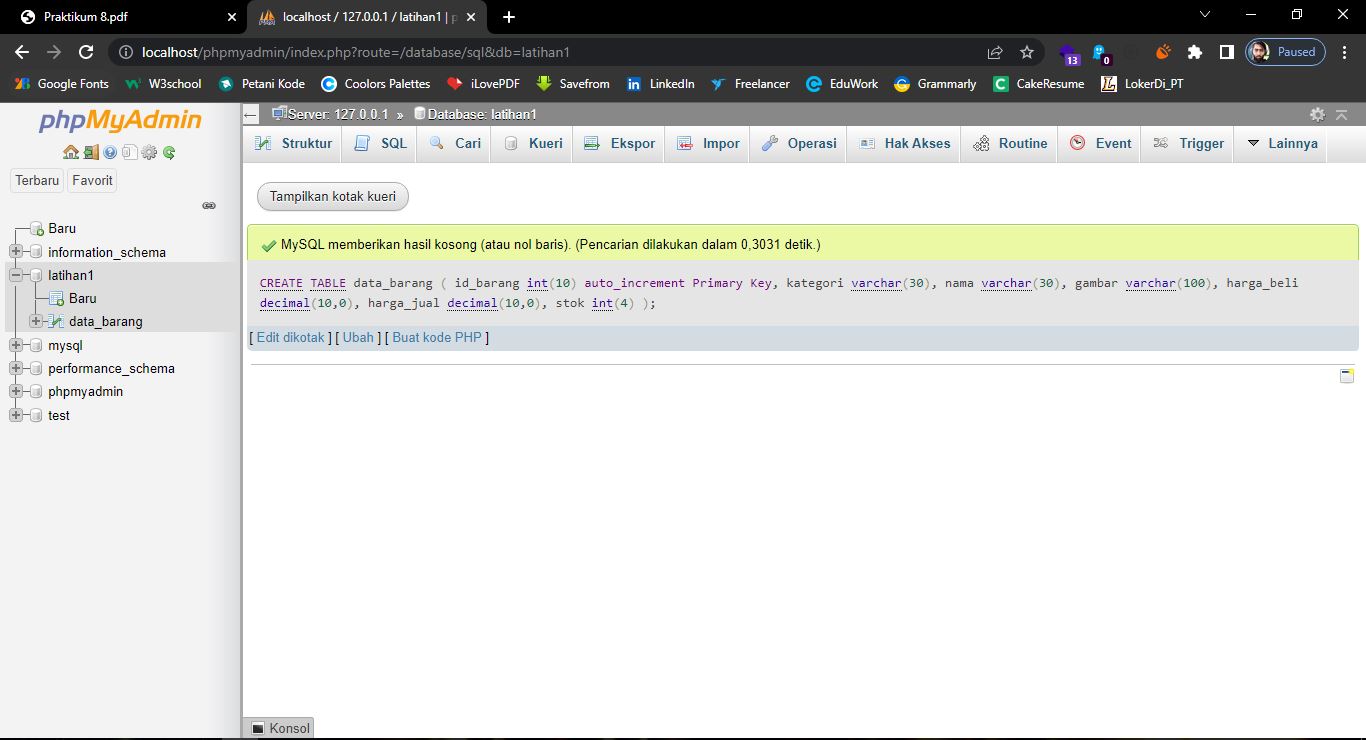 Praktikum 8.pdf
localhost / 127.0.0.1 / latihan1 | p
localhost/phpmyadmin/index.php?route=/database/sql&db=latihan1
13
0
Paused
Google Fonts W3school Petani Kode Coolors Palettes iLovePDF Savefrom LinkedIn Freelancer EduWork Grammarly CakeResume LokerDi_PT
phpMyAdmin
Terbaru Favorit
Baru
information_schema
latihan1
Baru
data_barang
mysql
performance_schema
phpmyadmin
test
Server: 127.0.0.1 » Database: latihan1
Struktur SQL Cari Kueri Ekspor Impor Operasi Hak Akses Routine Event Trigger Lainnya
Tampilkan kotak kueri
MySQL memberikan hasil kosong (atau nol baris). (Pencarian dilakukan dalam 0,3031 detik.)
CREATE TABLE data_barang ( id_barang int(10) auto_increment Primary Key, kategori varchar(30), nama varchar(30), gambar varchar(100), harga_beli
decimal(10,0), harga_jual decimal(10,0), stok int(4) );
[ Edit dikotak ] [ Ubah ] [ Buat kode PHP ]
Konsol